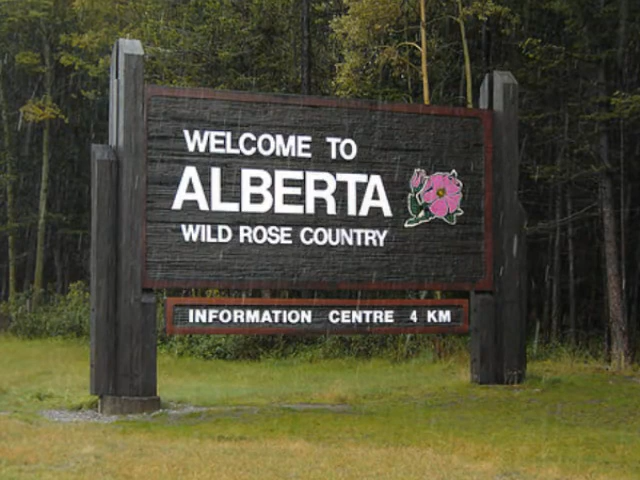 WELCOME TO
ALBERTA
WILD ROSE COUNTRY
INFORMATION CENTRE 4 KM